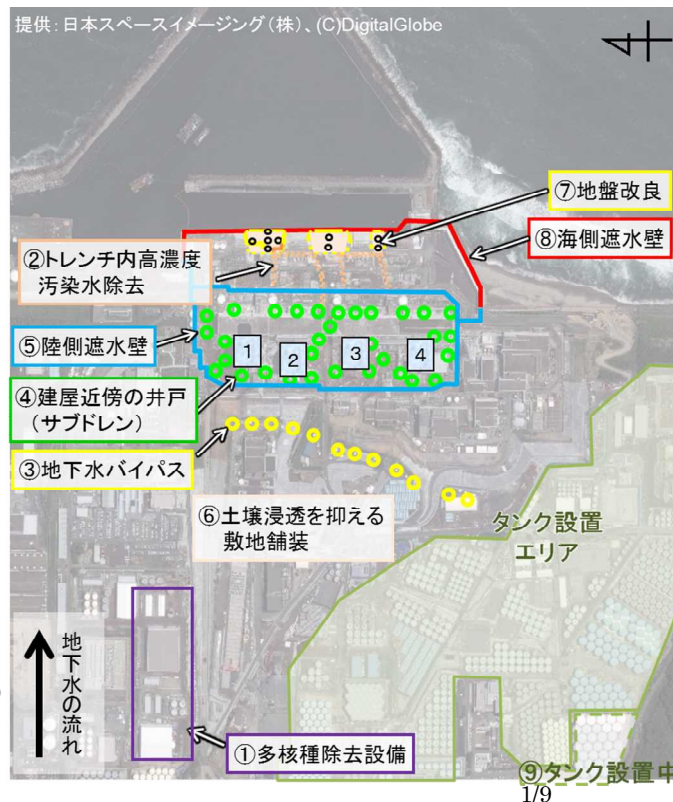 提供：日本スペースイメージング（株）、(C)DigitalGlobe
⑦地盤改良
⑧海側遮水壁
②トレンチ内高濃度
汚染水除去
⑤陸側遮水壁
1
2
3
4
④建屋近傍の井戸
（サブドレン）
③地下水バイパス
⑥土壌浸透を抑える
敷地舗装
タンク設置
エリア
地下水の流れ
①多核種除去設備
⑨タンク設置中
1/9